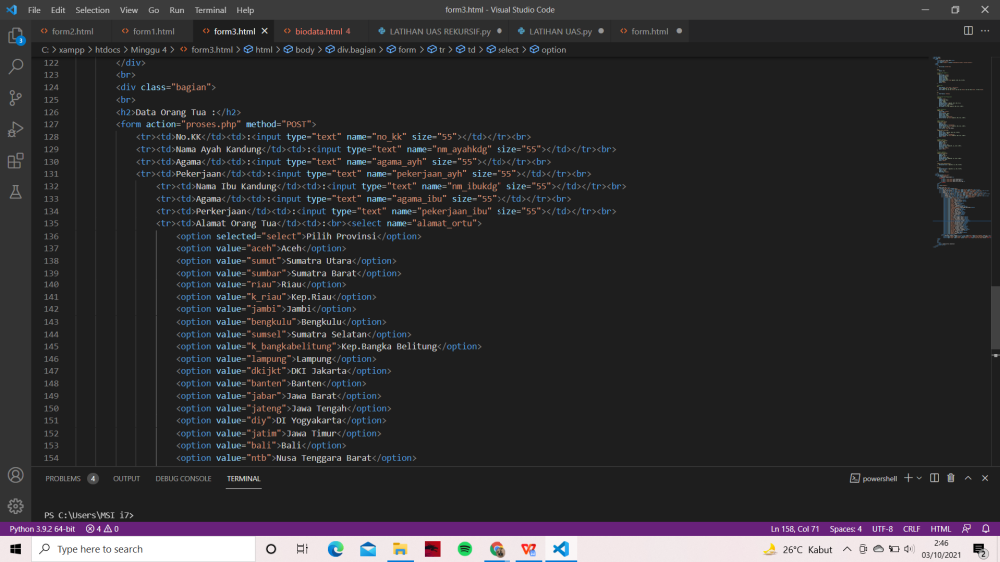 File Edit Selection View Go Run Terminal Help form3.html - Visual Studio Code
form2.html form1.html form3.html biodata.html 4 LATIHAN UAS REKURSIF.py LATIHAN UAS.py form.html
C: > xampp > htdocs > Minggu 4 > form3.html > html > body > div.bagian > form > tr > td > select > option
122 </div>
123 <br>
124 <div class="bagian">
125 <br>
126 <h2>Data Orang Tua :</h2>
127 <form action="proses.php" method="POST">
128 <tr><td>No.KK</td><td>:<input type="text" name="no_kk" size="55"></td></tr><br>
129 <tr><td>Nama Ayah Kandung</td><td>:<input type="text" name="nm_ayahkdg" size="55"></td></tr><br>
130 <tr><td>Agama</td><td>:<input type="text" name="agama_ayh" size="55"></td></tr><br>
131 <tr><td>Pekerjaan</td><td>:<input type="text" name="pekerjaan_ayh" size="55"></td></tr><br>
132 <tr><td>Nama Ibu Kandung</td><td>:<input type="text" name="nm_ibukdg" size="55"></td></tr><br>
133 <tr><td>Agama</td><td>:<input type="text" name="agama_ibu" size="55"></td></tr><br>
134 <tr><td>Perkerjaan</td><td>:<input type="text" name="pekerjaan_ibu" size="55"></td></tr><br>
135 <tr><td>Alamat Orang Tua</td><td>:<br><select name="alamat_ortu">
136 <option selected="select">Pilih Provinsi</option>
137 <option value="aceh">Aceh</option>
138 <option value="sumut">Sumatra Utara</option>
139 <option value="sumbar">Sumatra Barat</option>
140 <option value="riau">Riau</option>
141 <option value="k_riau">Kep.Riau</option>
142 <option value="jambi">Jambi</option>
143 <option value="bengkulu">Bengkulu</option>
144 <option value="sumsel">Sumatra Selatan</option>
145 <option value="k_bangkabelitung">Kep.Bangka Belitung</option>
146 <option value="lampung">Lampung</option>
147 <option value="dkijkt">DKI Jakarta</option>
148 <option value="banten">Banten</option>
149 <option value="jabar">Jawa Barat</option>
150 <option value="jateng">Jawa Tengah</option>
151 <option value="diy">DI Yogyakarta</option>
152 <option value="jatim">Jawa Timur</option>
153 <option value="bali">Bali</option>
154 <option value="ntb">Nusa Tenggara Barat</option>
PROBLEMS 4 OUTPUT DEBUG CONSOLE TERMINAL powershell
PS C:\Users\MSI i7>
Python 3.9.2 64-bit 4 0 Ln 158, Col 71 Spaces: 4 UTF-8 CRLF HTML
Type here to search 26°C Kabut 2:46
03/10/2021 2